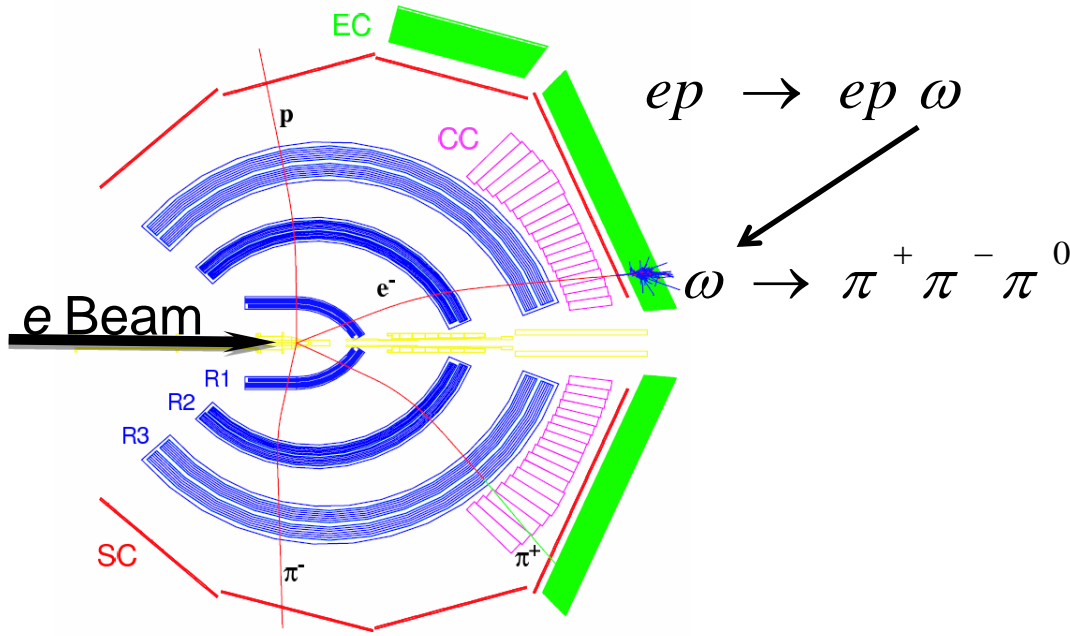 EC
ep → ep ω
p
CC
ω → π⁺ π⁻ π⁰
e⁻
e Beam
R1
R2
R3
SC
π⁺
π⁻